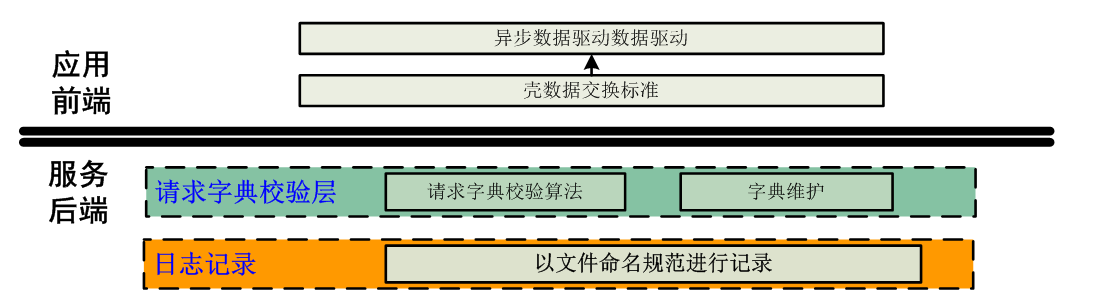 应用
前端
异步数据驱动数据驱动
壳数据交换标准
服务
后端
请求字典校验层
请求字典校验算法
字典维护
日志记录
以文件命名规范进行记录